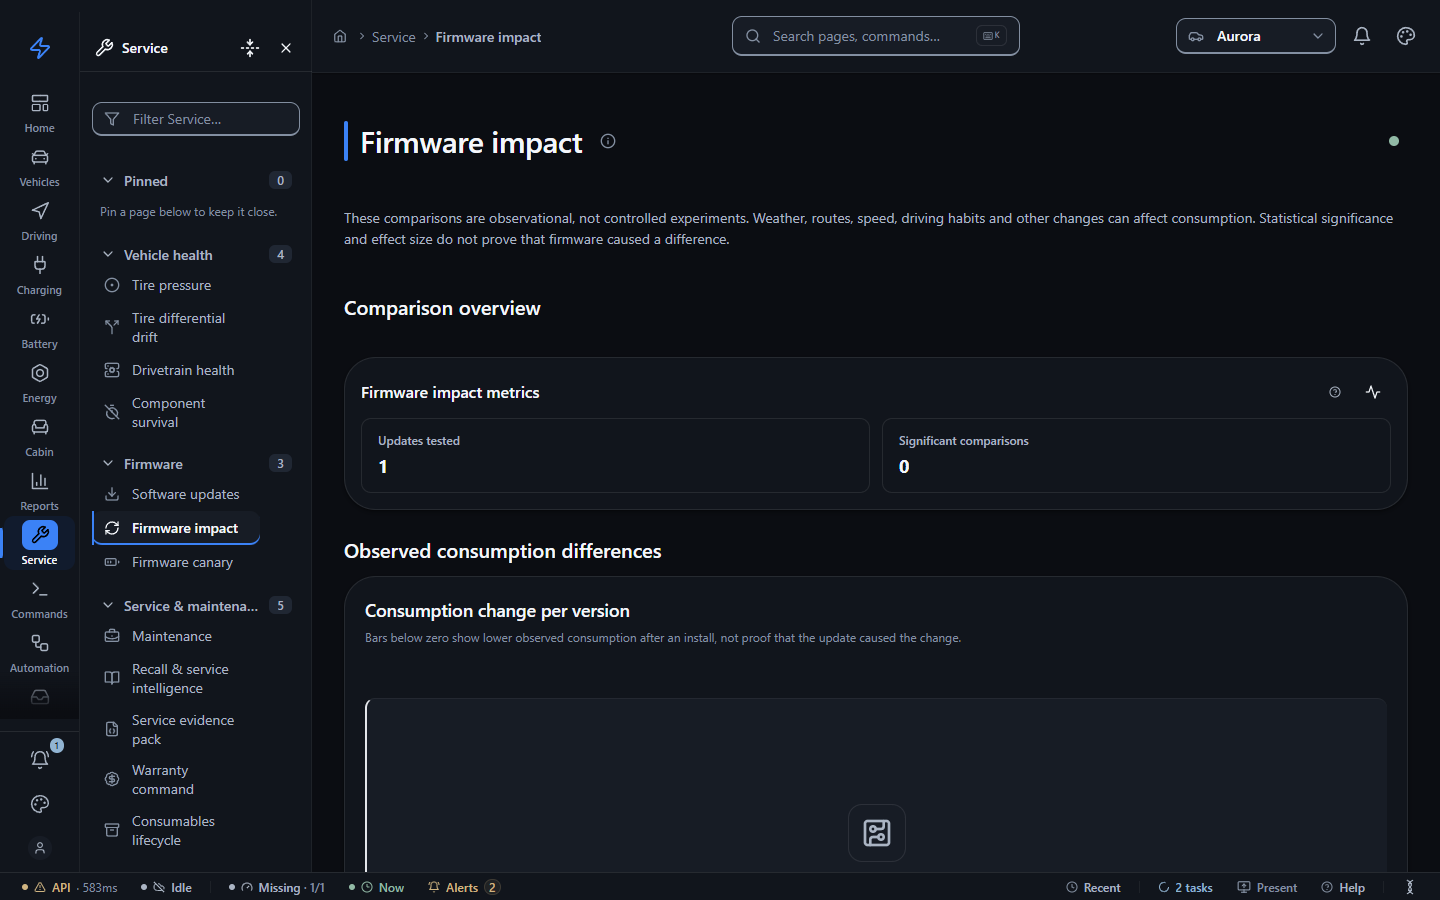 Service
Service
Firmware impact
Search pages, commands...
K
Aurora
Home
Vehicles
Driving
Charging
Battery
Energy
Cabin
Reports
Service
Commands
Automation
1
Filter Service...
Pinned
0
Pin a page below to keep it close.
Vehicle health
4
Tire pressure
Tire differential
drift
Drivetrain health
Component
survival
Firmware
3
Software updates
Firmware impact
Firmware canary
Service & maintena...
5
Maintenance
Recall & service
intelligence
Service evidence
pack
Warranty
command
Consumables
lifecycle
Firmware impact
These comparisons are observational, not controlled experiments. Weather, routes, speed, driving habits and other changes can affect consumption. Statistical significance
and effect size do not prove that firmware caused a difference.
Comparison overview
Firmware impact metrics
Updates tested
1
Significant comparisons
0
Observed consumption differences
Consumption change per version
Bars below zero show lower observed consumption after an install, not proof that the update caused the change.
API · 583ms
Idle
Missing · 1/1
Now
Alerts 2
Recent
2 tasks
Present
Help